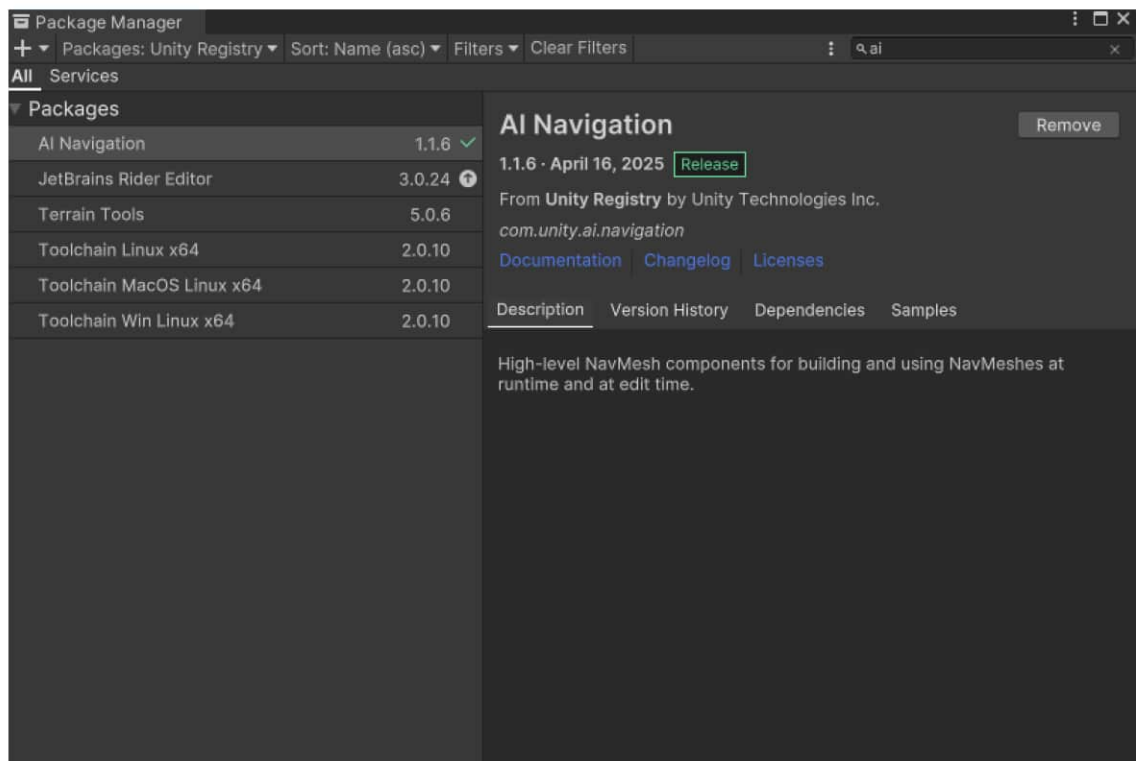 Package Manager
+ Packages: Unity Registry Sort: Name (asc) Filters Clear Filters ai
All Services
Packages
AI Navigation 1.1.6
JetBrains Rider Editor 3.0.24
Terrain Tools 5.0.6
Toolchain Linux x64 2.0.10
Toolchain MacOS Linux x64 2.0.10
Toolchain Win Linux x64 2.0.10
AI Navigation Remove
1.1.6 · April 16, 2025 Release
From Unity Registry by Unity Technologies Inc.
com.unity.ai.navigation
Documentation Changelog Licenses
Description Version History Dependencies Samples
High-level NavMesh components for building and using NavMeshes at
runtime and at edit time.